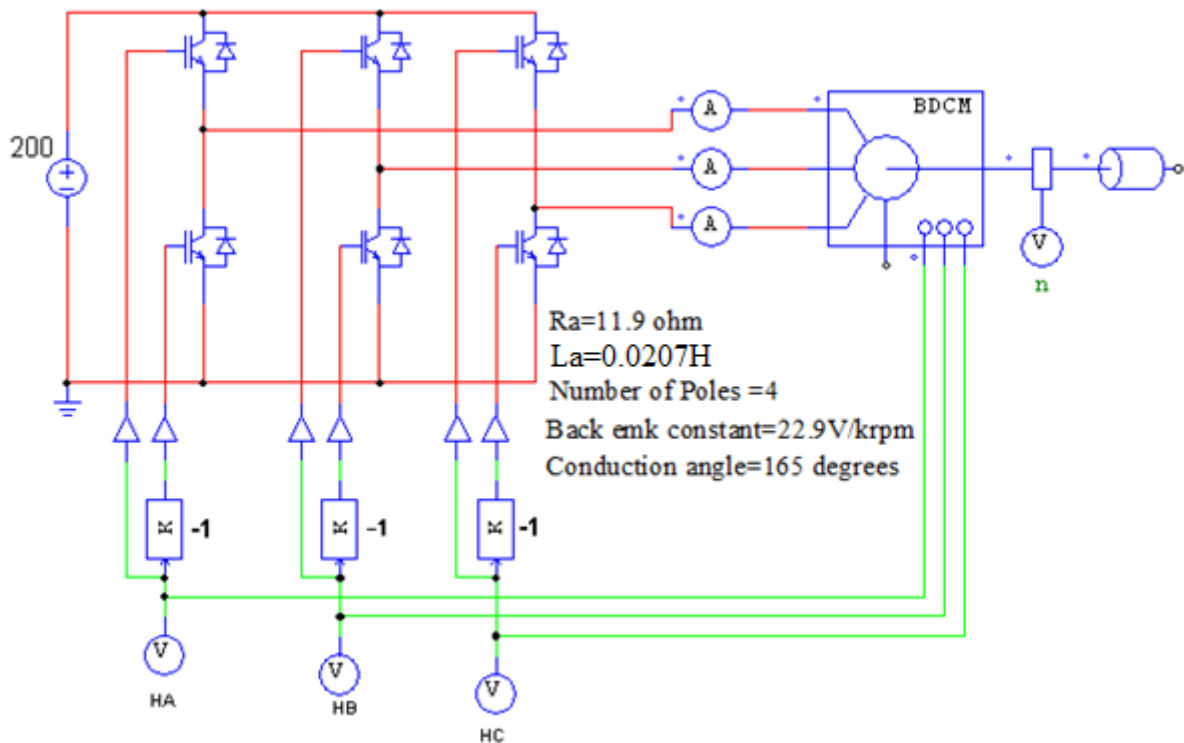 BDCM
200
A
A
A
V
n
Ra=11.9 ohm
La=0.0207H
Number of Poles =4
Back emk constant=22.9V/krpm
Conduction angle=165 degrees
K -1
K -1
K -1
V
V
V
HA
HB
HC